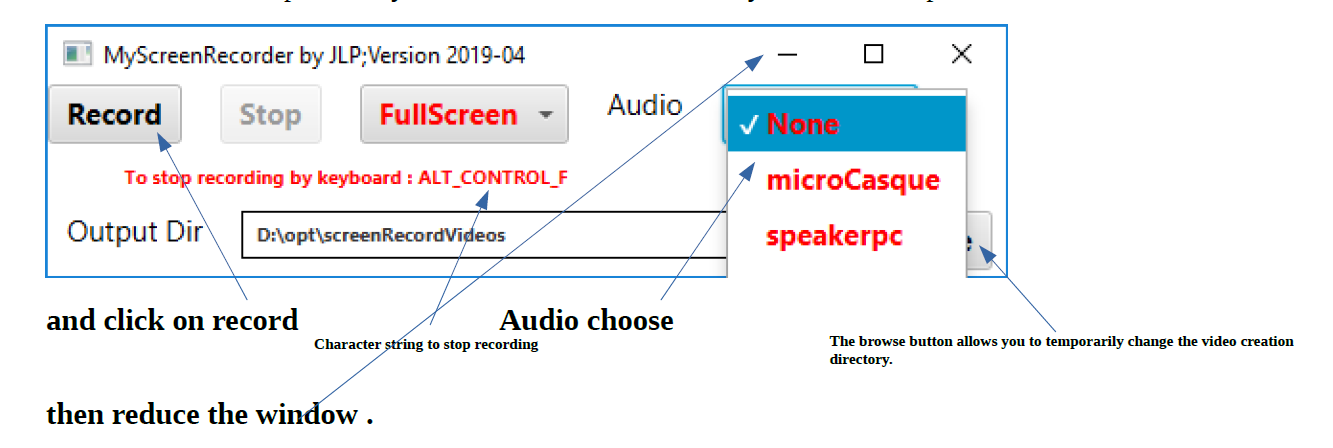 MyScreenRecorder by JLP;Version 2019-04
Record Stop FullScreen Audio
None
To stop recording by keyboard : ALT_CONTROL_F
microCasque
Output Dir D:\opt\screenRecordVideos
speakerpc
and click on record
Audio choose
Character string to stop recording
The browse button allows you to temporarily change the video creation
directory.
then reduce the window .